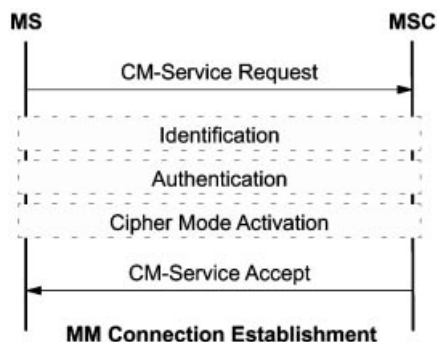 MS MSC
CM-Service Request
Identification
Authentication
Cipher Mode Activation
CM-Service Accept
MM Connection Establishment